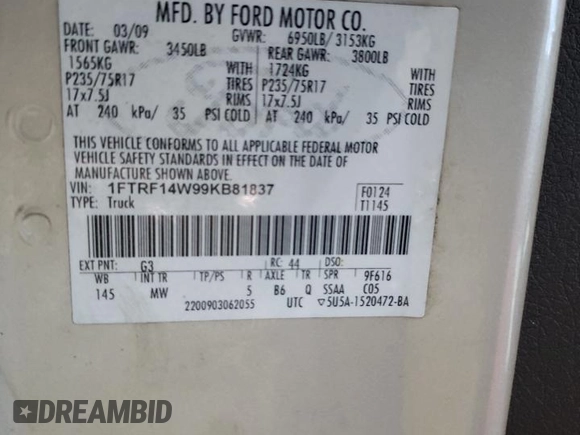 MFD. BY FORD MOTOR CO.
DATE: 03/09 GVWR: 6950LB/ 3153KG
FRONT GAWR: 3450LB REAR GAWR: 3800LB
1565KG WITH 1724KG WITH
P235/75R17 TIRES P235/75R17 TIRES
17x7.5J RIMS 17x7.5J RIMS
AT 240 kPa/ 35 PSI COLD AT 240 kPa/ 35 PSI COLD
THIS VEHICLE CONFORMS TO ALL APPLICABLE FEDERAL MOTOR
VEHICLE SAFETY STANDARDS IN EFFECT ON THE DATE OF
MANUFACTURE SHOWN ABOVE.
VIN: 1FTRF14W99KB81837 F0124
TYPE: Truck T1145
EXT PNT: G3 RC: 44 DSO:
WB INT TR TP/PS R AXLE TR SPR 9F616
145 MW 5 B6 Q SSAA C05
2200903062055 UTC ▽5U5A-1520472-BA
DREAMBID